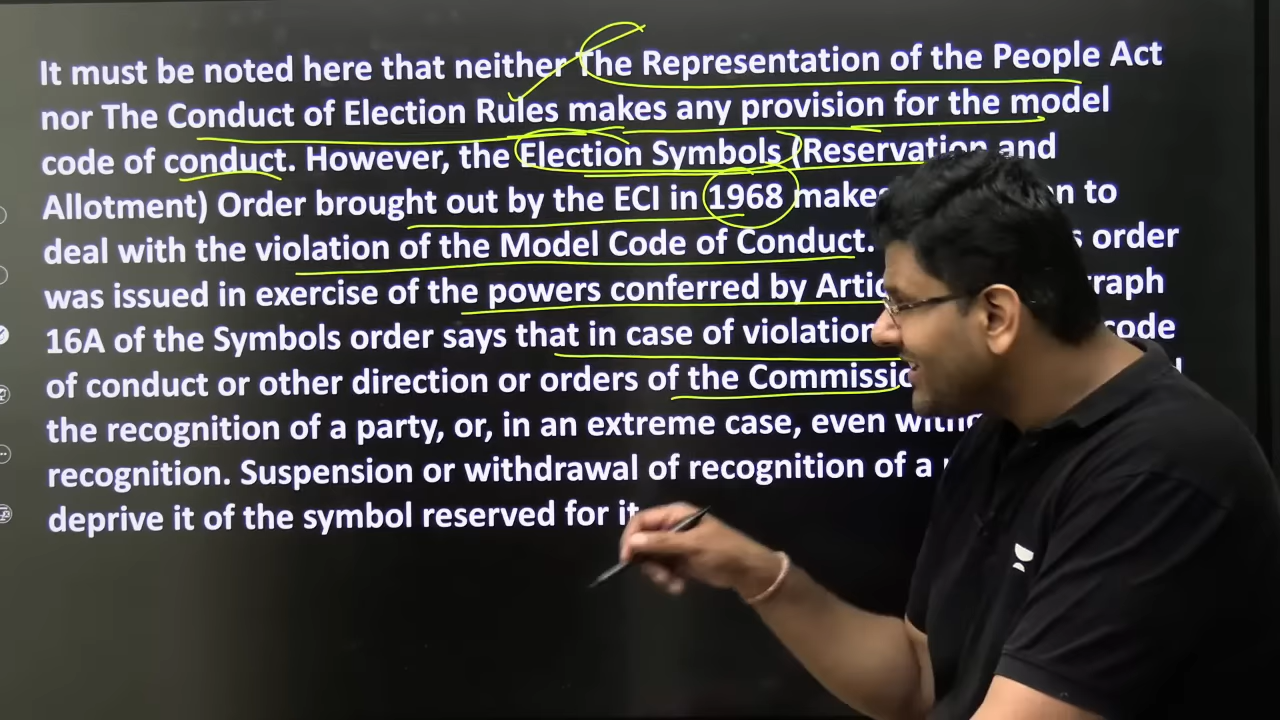 It must be noted here that neither The Representation of the People Act
nor The Conduct of Election Rules makes any provision for the model
code of conduct. However, the Election Symbols (Reservation and
Allotment) Order brought out by the ECI in 1968 makes to
deal with the violation of the Model Code of Conduct. order
was issued in exercise of the powers conferred by
16A of the Symbols order says that in case of violation code
of conduct or other direction or orders of the
the recognition of a party, or, in an extreme case, even
recognition. Suspension or withdrawal of recognition of a
deprive it of the symbol reserved for it